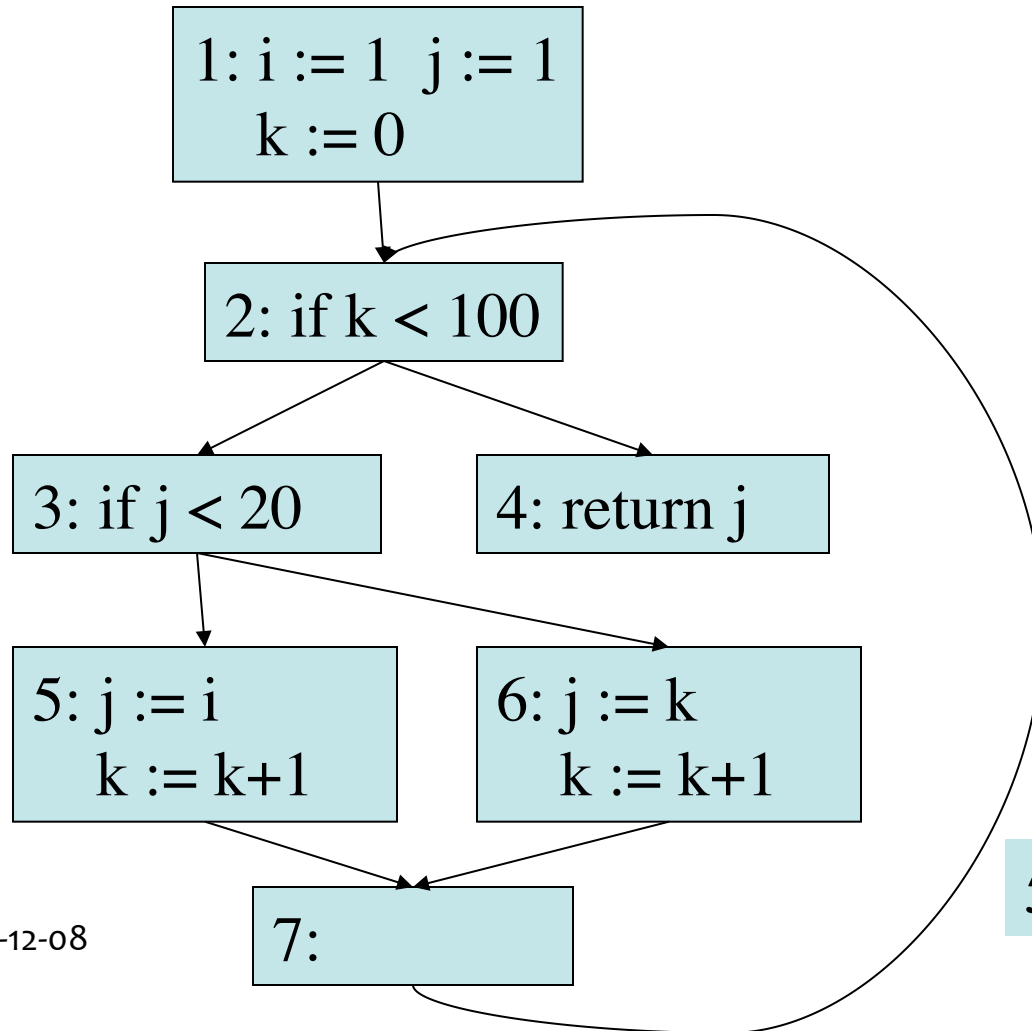 1: i := 1 j := 1
k := 0
2: if k < 100
3: if j < 20
4: return j
5: j := i
k := k+1
6: j := k
k := k+1
7:
-12-08